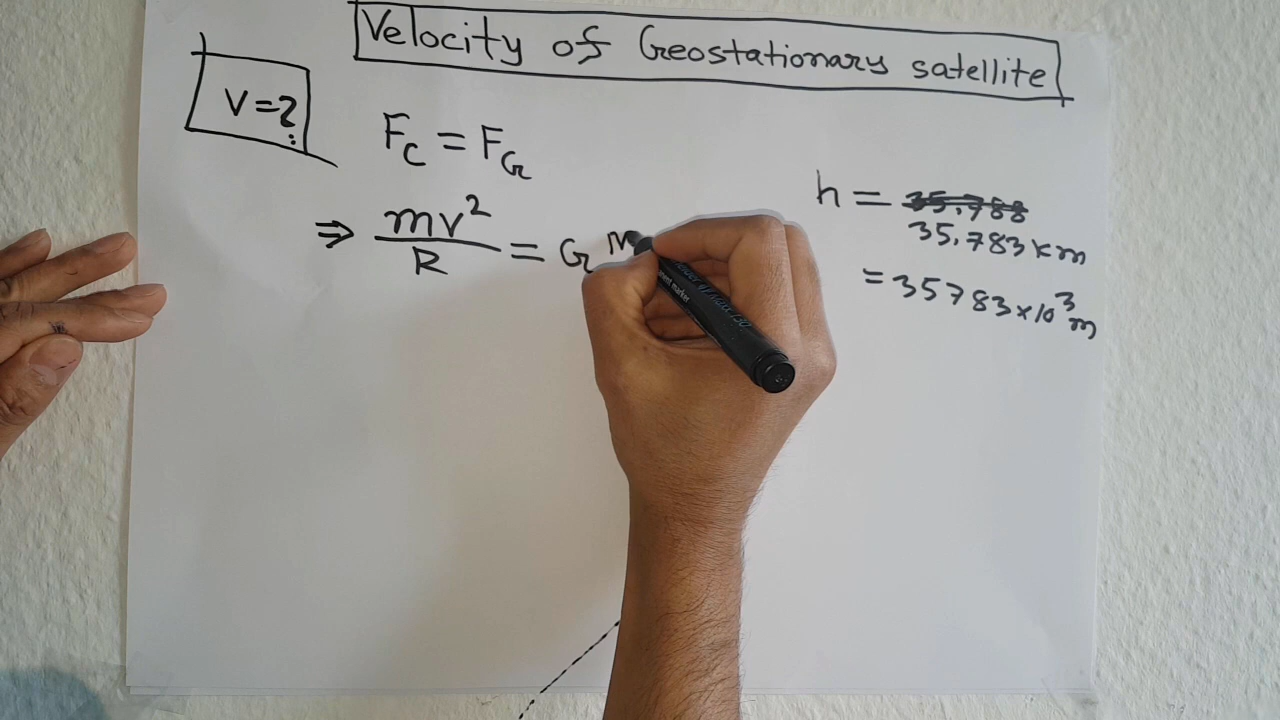 Velocity of Geostationary satellite
V=?
F_C = F_G
⇒ mv²/R = G M
h = 35.788
35.783 km
= 35783×10³ m